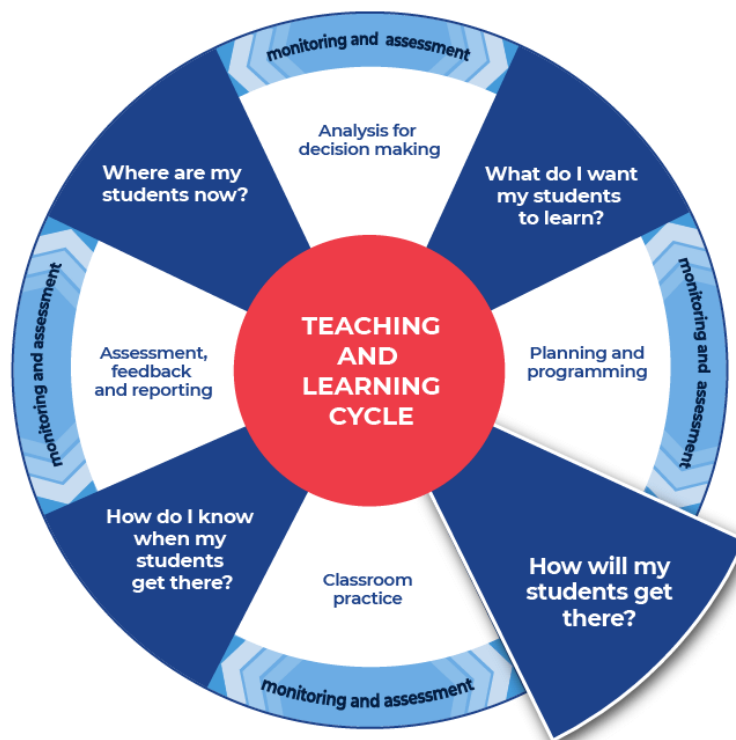 monitoring and assessment
Analysis for
decision making
What do I want
my students
to learn?
monitoring and assessment
Planning and
programming
How will my
students get
there?
Classroom
practice
monitoring and assessment
How do I know
when my
students
get there?
Assessment,
feedback
and reporting
monitoring and assessment
Where are my
students now?
TEACHING
AND
LEARNING
CYCLE